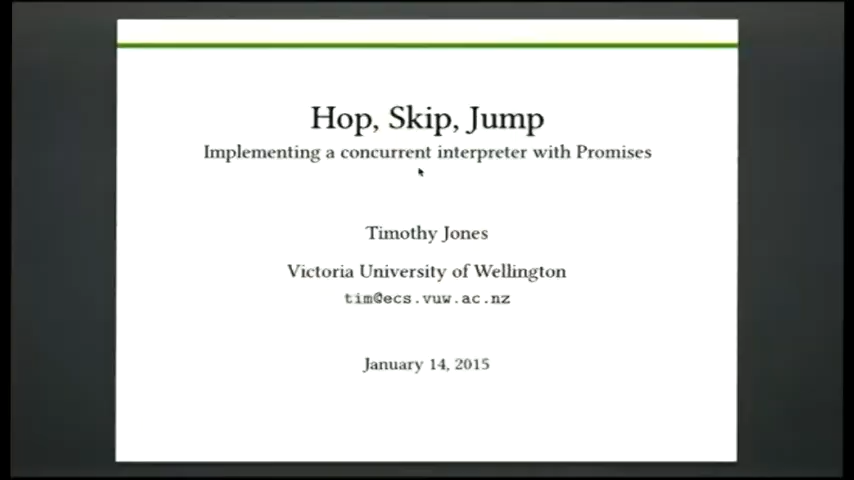 Hop, Skip, Jump
Implementing a concurrent interpreter with Promises
Timothy Jones
Victoria University of Wellington
tim@ecs.vuw.ac.nz
January 14, 2015